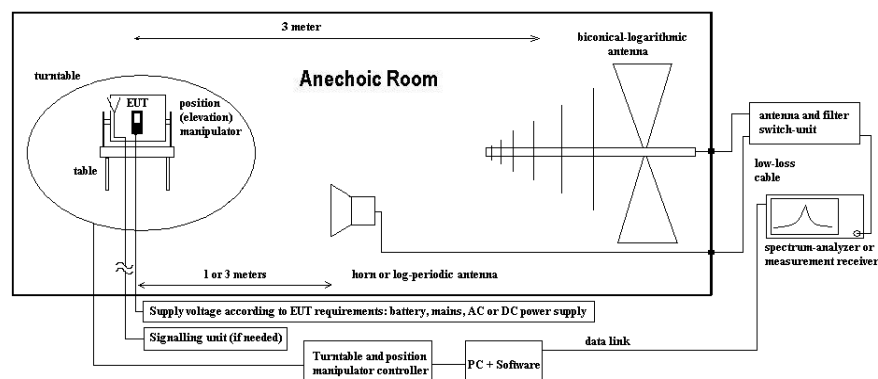 3 meter
biconical-logarithmic
antenna
turntable
Anechoic Room
EUT
position
(elevation)
manipulator
antenna and filter
switch-unit
table
low-loss
cable
spectrum-analyzer or
measurement receiver
1 or 3 meters
horn or log-periodic antenna
Supply voltage according to EUT requirements: battery, mains, AC or DC power supply
Signalling unit (if needed)
data link
Turntable and position
manipulator controller
PC + Software